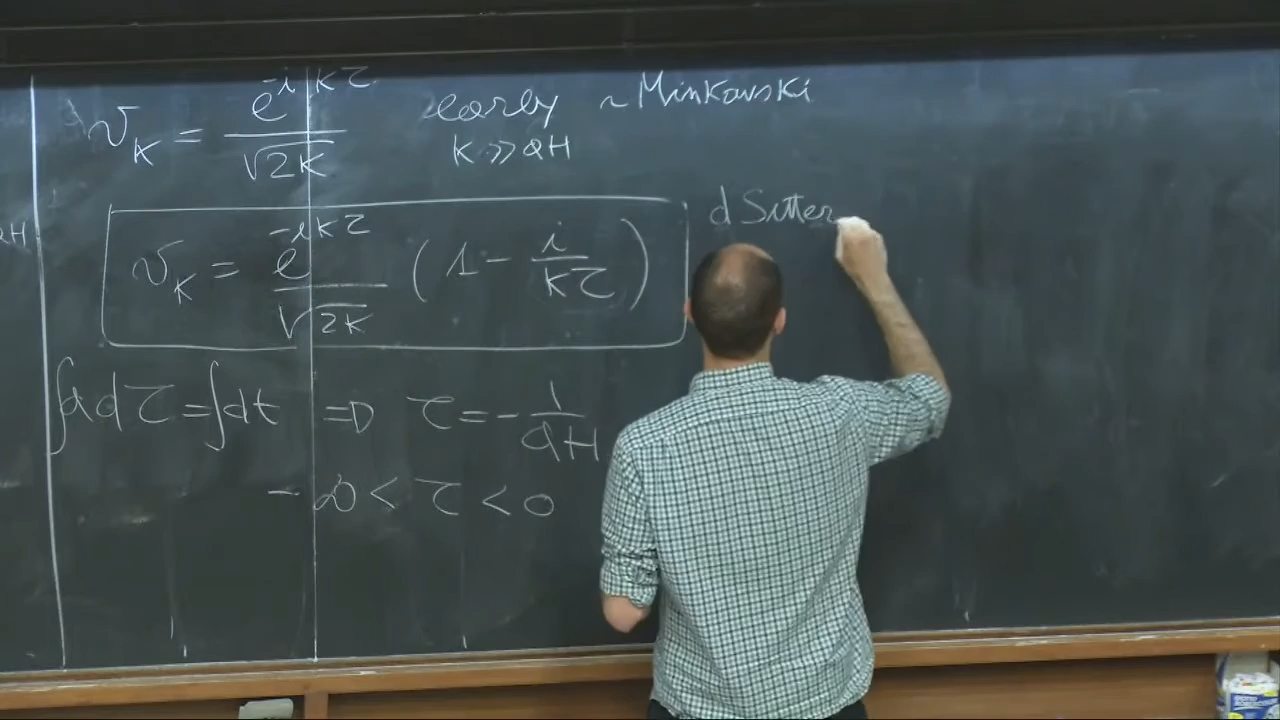 v_K = e^{-ikτ} / √2K early ~ Minkowski
K >> aH
aH
v_K = e^{-ikτ} / √2K (1 - i / kτ) d Sitter
∫a dτ = ∫dt ⇒ τ = - 1 / aH
-∞ < τ < 0